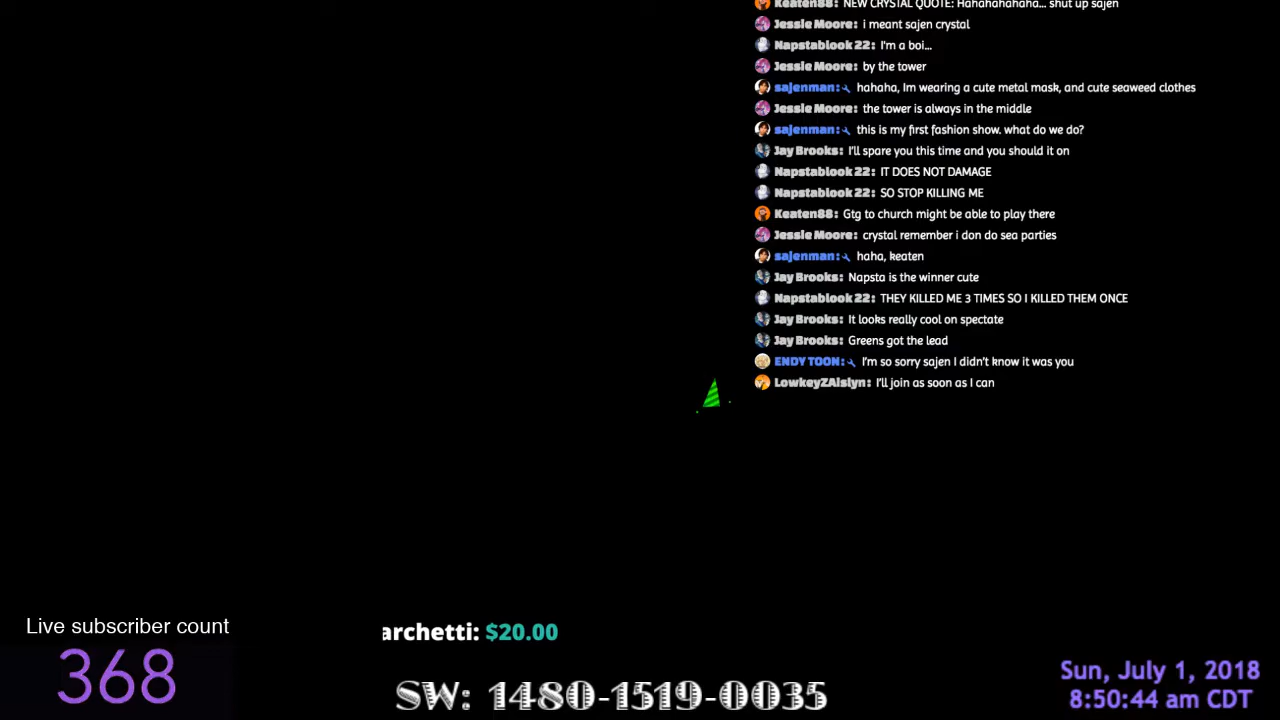 Keaten88: NEW CRYSTAL QUOTE: Hahahahahaha... shut up sajen
Jessie Moore: i meant sajen crystal
Napstablook 22: I'm a boi...
Jessie Moore: by the tower
sajenman: hahaha, Im wearing a cute metal mask, and cute seaweed clothes
Jessie Moore: the tower is always in the middle
sajenman: this is my first fashion show. what do we do?
Jay Brooks: I'll spare you this time and you should it on
Napstablook 22: IT DOES NOT DAMAGE
Napstablook 22: SO STOP KILLING ME
Keaten88: Gtg to church might be able to play there
Jessie Moore: crystal remember i don do sea parties
sajenman: haha, keaten
Jay Brooks: Napsta is the winner cute
Napstablook 22: THEY KILLED ME 3 TIMES SO I KILLED THEM ONCE
Jay Brooks: It looks really cool on spectate
Jay Brooks: Greens got the lead
ENDY TOON: I'm so sorry sajen I didn't know it was you
LowkeyZAislyn: I'll join as soon as I can
Live subscriber count
368
archetti: $20.00
SW: 1480-1519-0035
Sun, July 1, 2018
8:50:44 am CDT